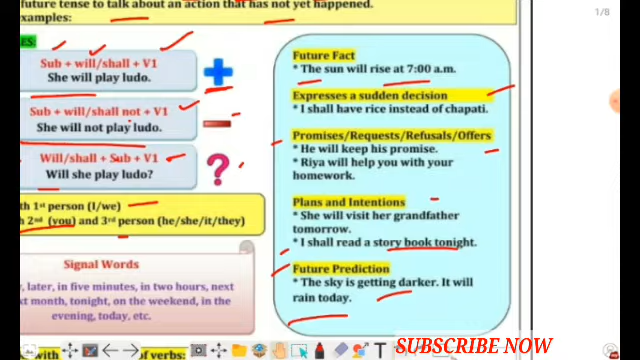 future tense to talk about an action that has not yet happened.
examples:
1/8
Sub + will/shall + V1
She will play ludo.
Sub + will/shall not + V1
She will not play ludo.
Will/shall + Sub + V1
Will she play ludo?
1st person (I/we)
2nd (you) and 3rd person (he/she/it/they)
Signal Words
later, in five minutes, in two hours, next
month, tonight, on the weekend, in the
evening, today, etc.
Future Fact
* The sun will rise at 7:00 a.m.
Expresses a sudden decision
* I shall have rice instead of chapati.
Promises/Requests/Refusals/Offers
* He will keep his promise.
* Riya will help you with your
homework.
Plans and Intentions
* She will visit her grandfather
tomorrow.
* I shall read a story book tonight.
Future Prediction
* The sky is getting darker. It will
rain today.
SUBSCRIBE NOW
with
of verbs: